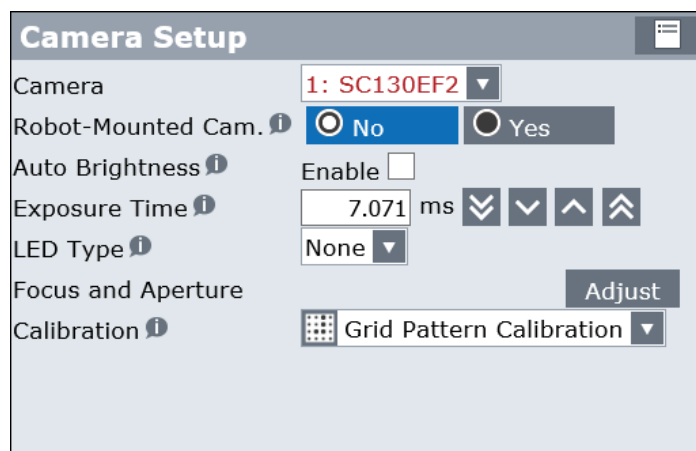 Camera Setup
Camera 1: SC130EF2
Robot-Mounted Cam. No Yes
Auto Brightness Enable
Exposure Time 7.071 ms
LED Type None
Focus and Aperture Adjust
Calibration Grid Pattern Calibration